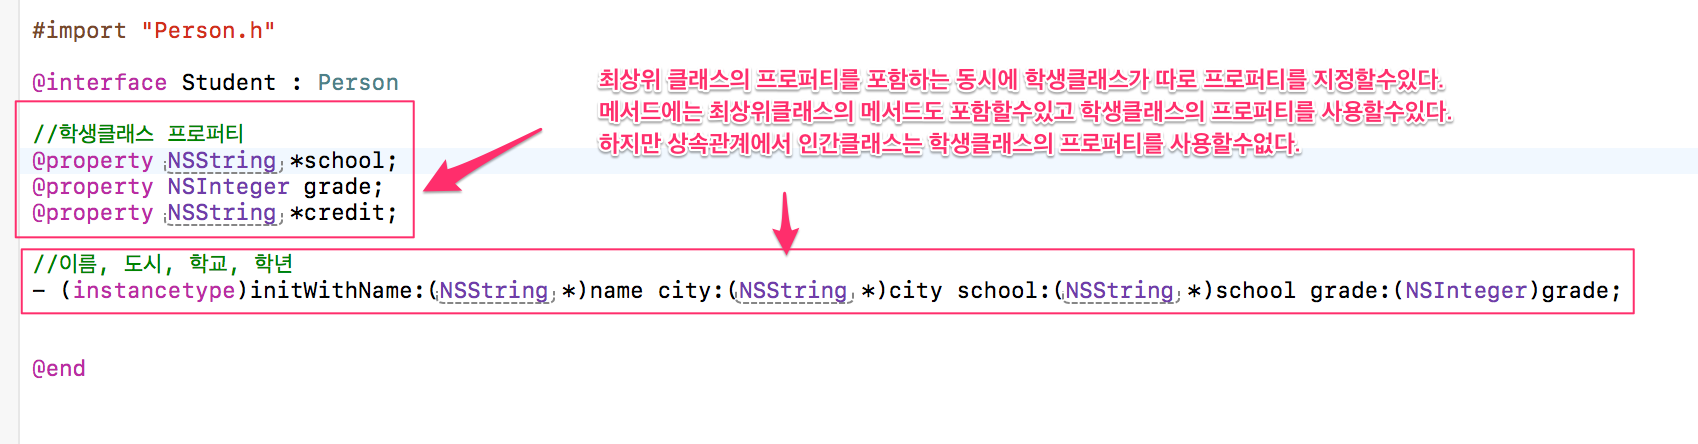 #import "Person.h"
@interface Student : Person
최상위 클래스의 프로퍼티를 포함하는 동시에 학생클래스가 따로 프로퍼티를 지정할수있다.
메서드에는 최상위클래스의 메서드도 포함할수있고 학생클래스의 프로퍼티를 사용할수있다.
하지만 상속관계에서 인간클래스는 학생클래스의 프로퍼티를 사용할수없다.
//학생클래스 프로퍼티
@property NSString *school;
@property NSInteger grade;
@property NSString *credit;
//이름, 도시, 학교, 학년
- (instancetype)initWithName:(NSString *)name city:(NSString *)city school:(NSString *)school grade:(NSInteger)grade;
@end